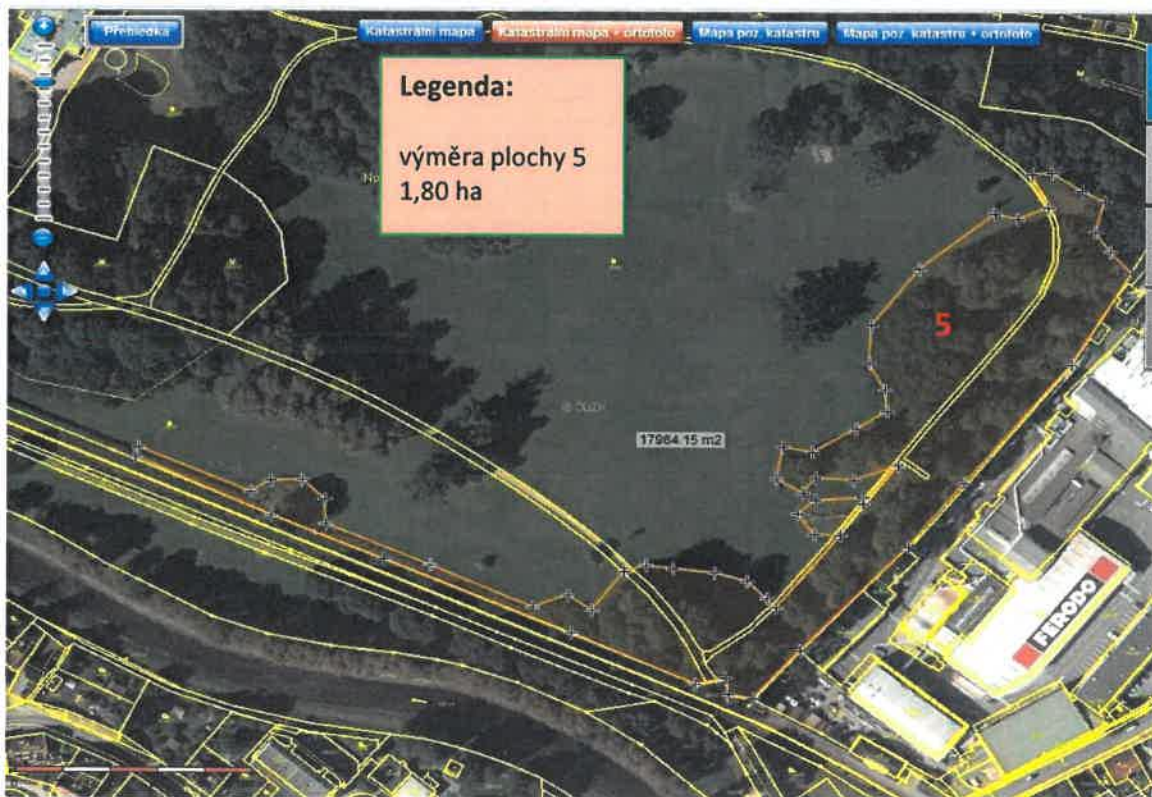 Přehledka
Katastrální mapa
Katastrální mapa + ortofoto
Mapa poz. katastru
Mapa poz. katastru + ortofoto
Legenda:
výměra plochy 5
1,80 ha
5
© ČÚZK
17964.15 m2
FERODO